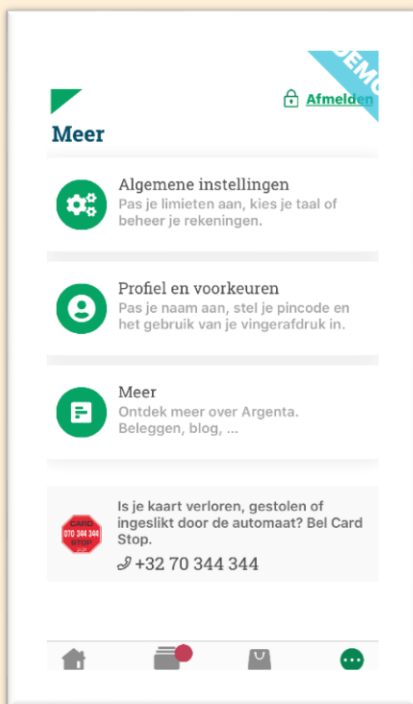 DEMO
Afmelden
Meer
Algemene instellingen
Pas je limieten aan, kies je taal of
beheer je rekeningen.
Profiel en voorkeuren
Pas je naam aan, stel je pincode en
het gebruik van je vingerafdruk in.
Meer
Ontdek meer over Argenta.
Beleggen, blog, ...
CARD
070 344 344
STOP
Is je kaart verloren, gestolen of
ingeslikt door de automaat? Bel Card
Stop.
+32 70 344 344